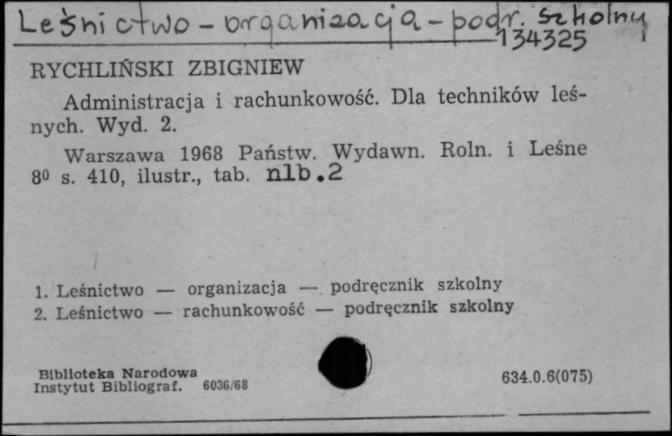 Leśnictwo - organizacja - podr. szkolny
134325
RYCHLIŃSKI ZBIGNIEW
Administracja i rachunkowość. Dla techników leś-
nych. Wyd. 2.
Warszawa 1968 Państw. Wydawn. Roln. i Leśne
8⁰ s. 410, ilustr., tab. nlb.2
1. Leśnictwo — organizacja — podręcznik szkolny
2. Leśnictwo — rachunkowość — podręcznik szkolny
Biblioteka Narodowa
Instytut Bibliograf. 6036/68
634.0.6(075)